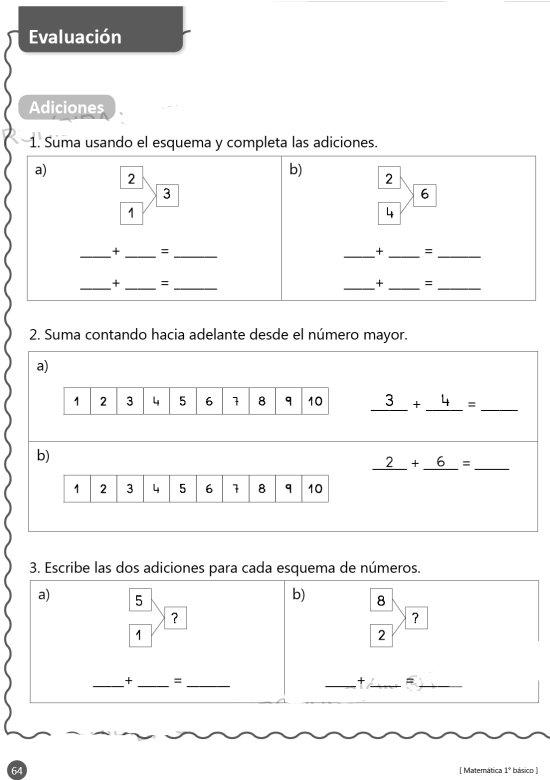 Evaluación
Adiciones
1. Suma usando el esquema y completa las adiciones.
a)
2
3
1
____ + ____ = ______
____ + ____ = ______
b)
2
6
4
____ + ____ = ______
____ + ____ = ______
2. Suma contando hacia adelante desde el número mayor.
a)
1 2 3 4 5 6 7 8 9 10
3 + 4 = _____
b)
2 + 6 = _____
1 2 3 4 5 6 7 8 9 10
3. Escribe las dos adiciones para cada esquema de números.
a)
5
?
1
____ + ____ = ______
b)
8
?
2
____ + ____ = ______
64
[ Matemática 1° básico ]